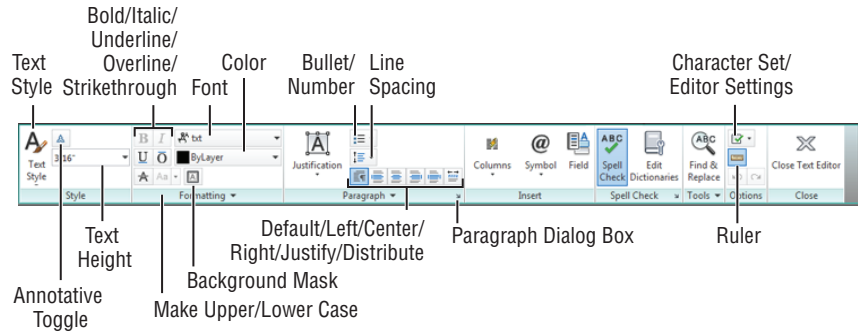 Bold/Italic/
Underline/
Overline/
Strikethrough
Text
Style
Font
Color
Bullet/
Number
Line
Spacing
Character Set/
Editor Settings
A
A
B I
txt
A
ABC
ABC
Text
Style
U O
ByLayer
Justification
Columns
Symbol
@
Field
Spell
Check
Edit
Dictionaries
Find &
Replace
Close Text Editor
A Aa
A
Style
Formatting
Paragraph
Insert
Spell Check
Tools
Options
Close
Text
Height
Default/Left/Center/
Right/Justify/Distribute
Paragraph Dialog Box
Ruler
Background Mask
Annotative
Toggle
Make Upper/Lower Case